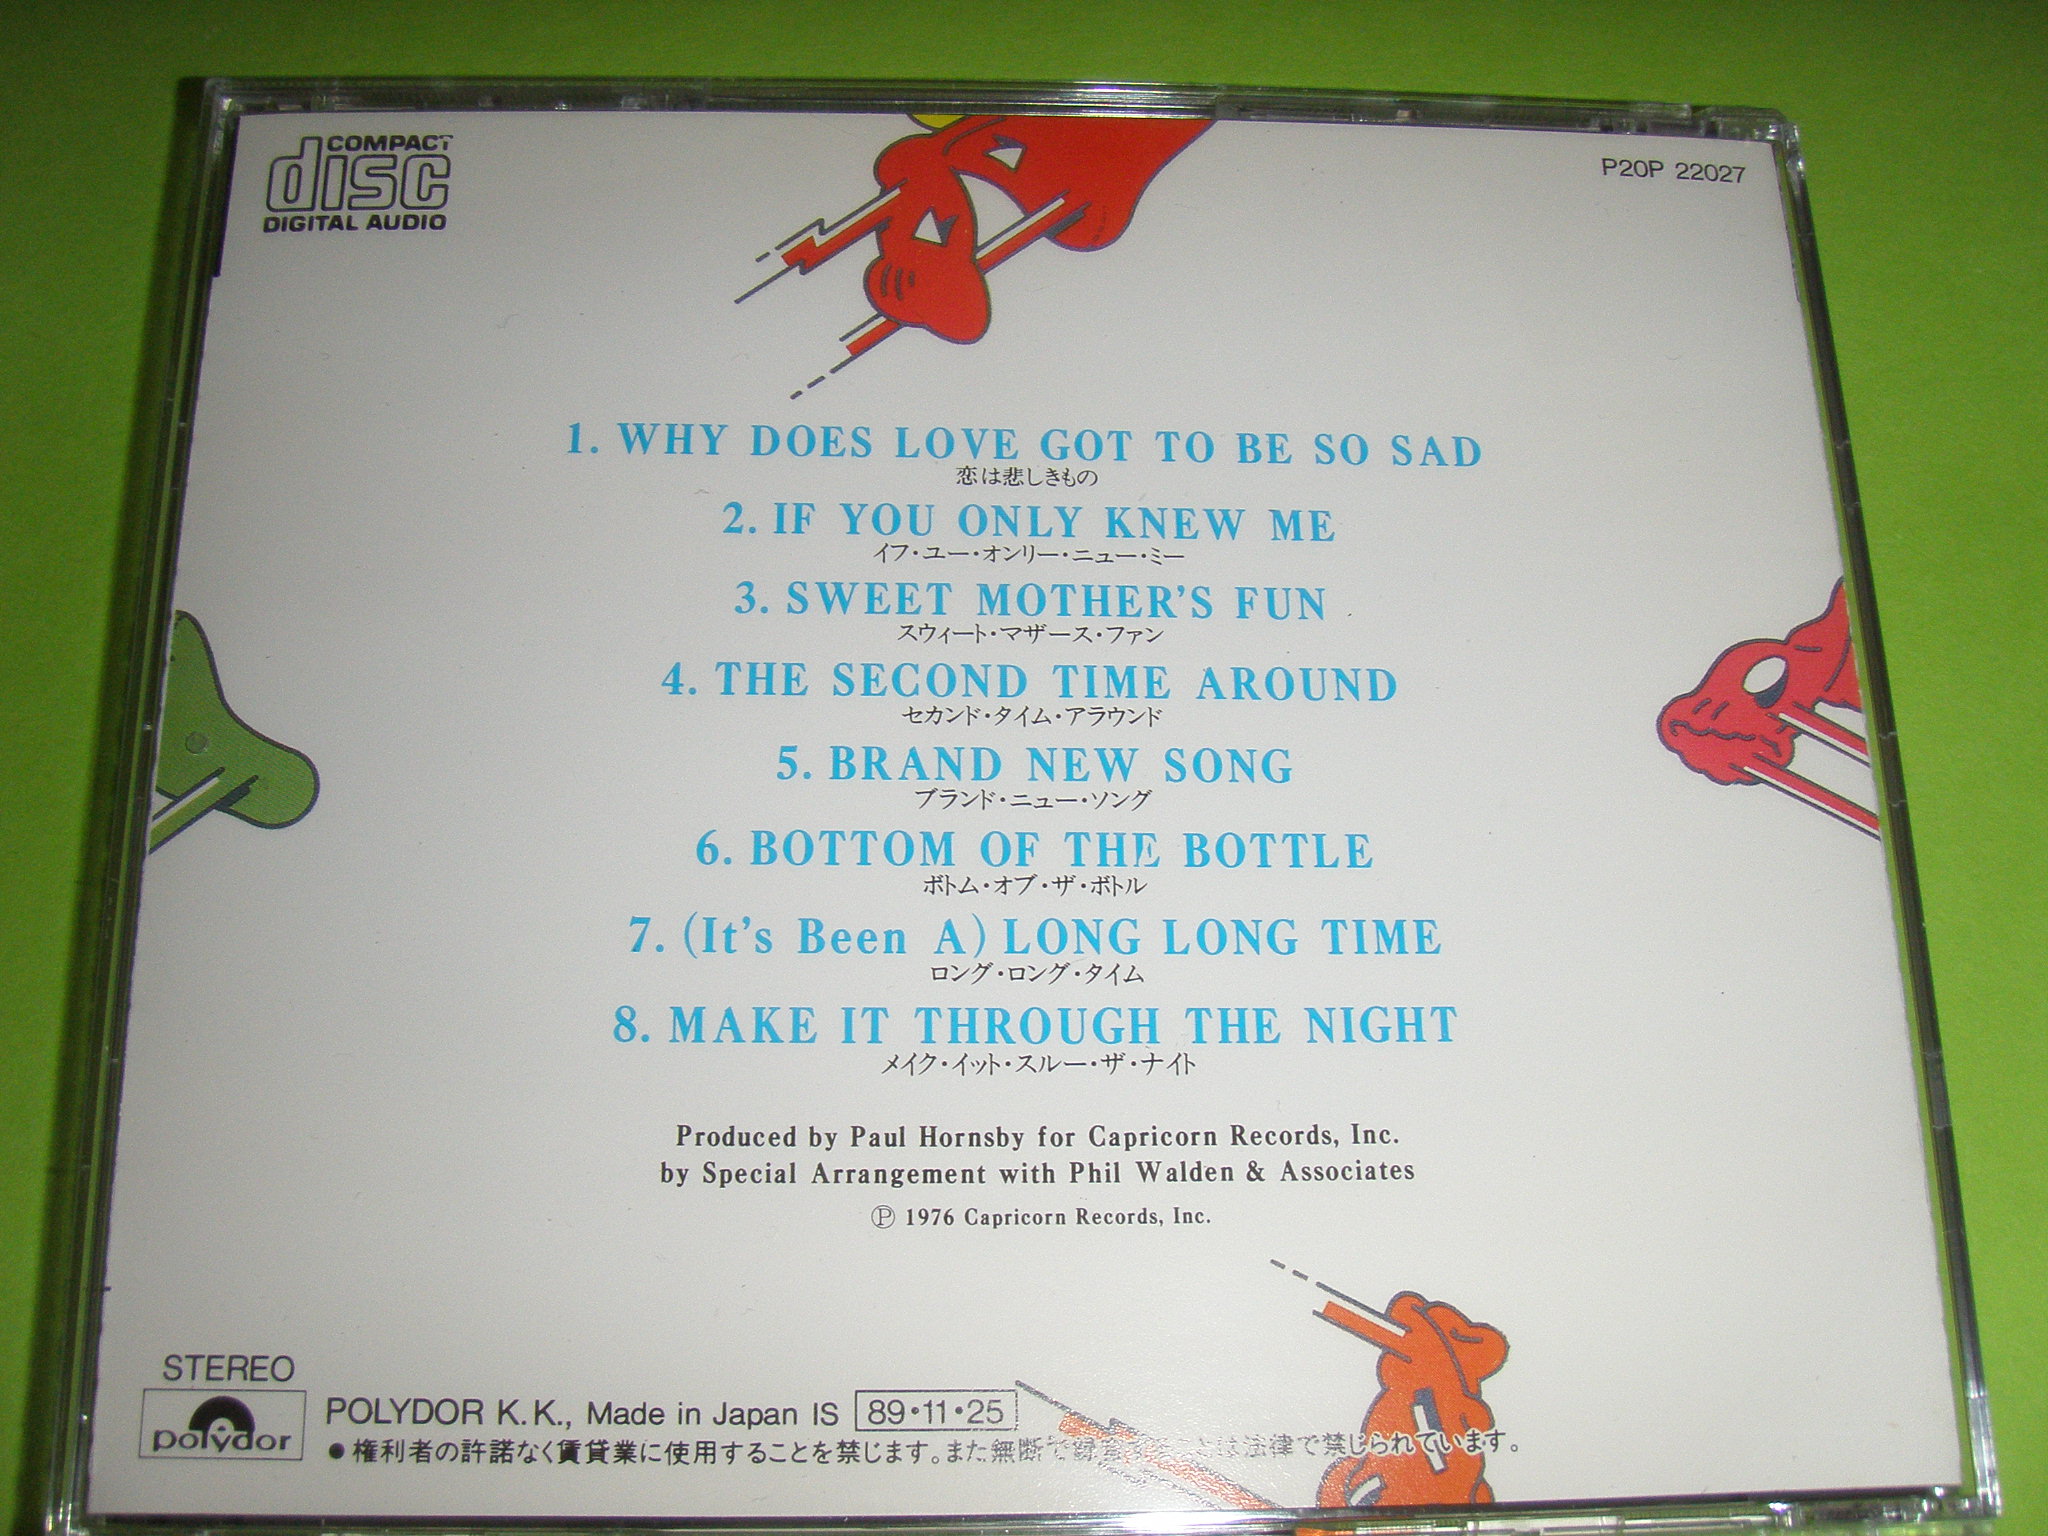 COMPACT
disc
DIGITAL AUDIO
P20P 22027
1. WHY DOES LOVE GOT TO BE SO SAD
恋は悲しきもの
2. IF YOU ONLY KNEW ME
イフ・ユー・オンリー・ニュー・ミー
3. SWEET MOTHER'S FUN
スウィート・マザース・ファン
4. THE SECOND TIME AROUND
セカンド・タイム・アラウンド
5. BRAND NEW SONG
ブランド・ニュー・ソング
6. BOTTOM OF THE BOTTLE
ボトム・オブ・ザ・ボトル
7. (It's Been A) LONG LONG TIME
ロング・ロング・タイム
8. MAKE IT THROUGH THE NIGHT
メイク・イット・スルー・ザ・ナイト
Produced by Paul Hornsby for Capricorn Records, Inc.
by Special Arrangement with Phil Walden & Associates
Ⓟ 1976 Capricorn Records, Inc.
STEREO
polydor
POLYDOR K.K., Made in Japan IS 89・11・25
●権利者の許諾なく賃貸業に使用することを禁じます。また無断で録音することは法律で禁じられています。